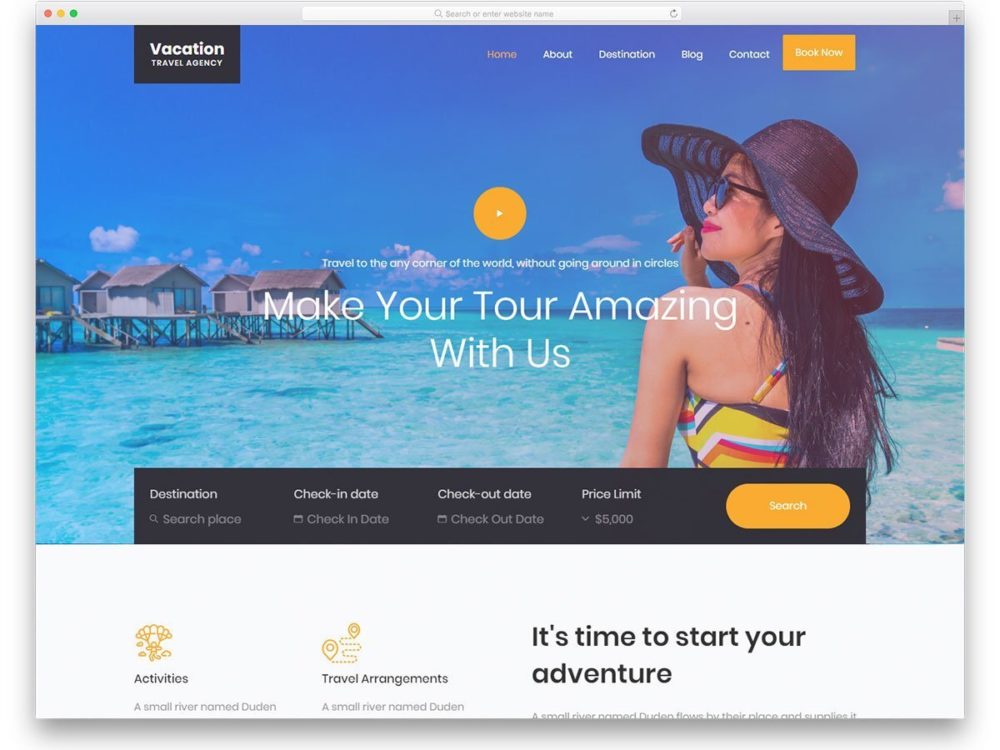 Search or enter website name
Vacation
TRAVEL AGENCY
Home About Destination Blog Contact Book Now
Travel to the any corner of the world, without going around in circles
Make Your Tour Amazing
With Us
Destination Check-in date Check-out date Price Limit
Search place Check In Date Check Out Date $5,000 Search
It's time to start your
adventure
Activities Travel Arrangements
A small river named Duden A small river named Duden A small river named Duden flows by their place and supplies it